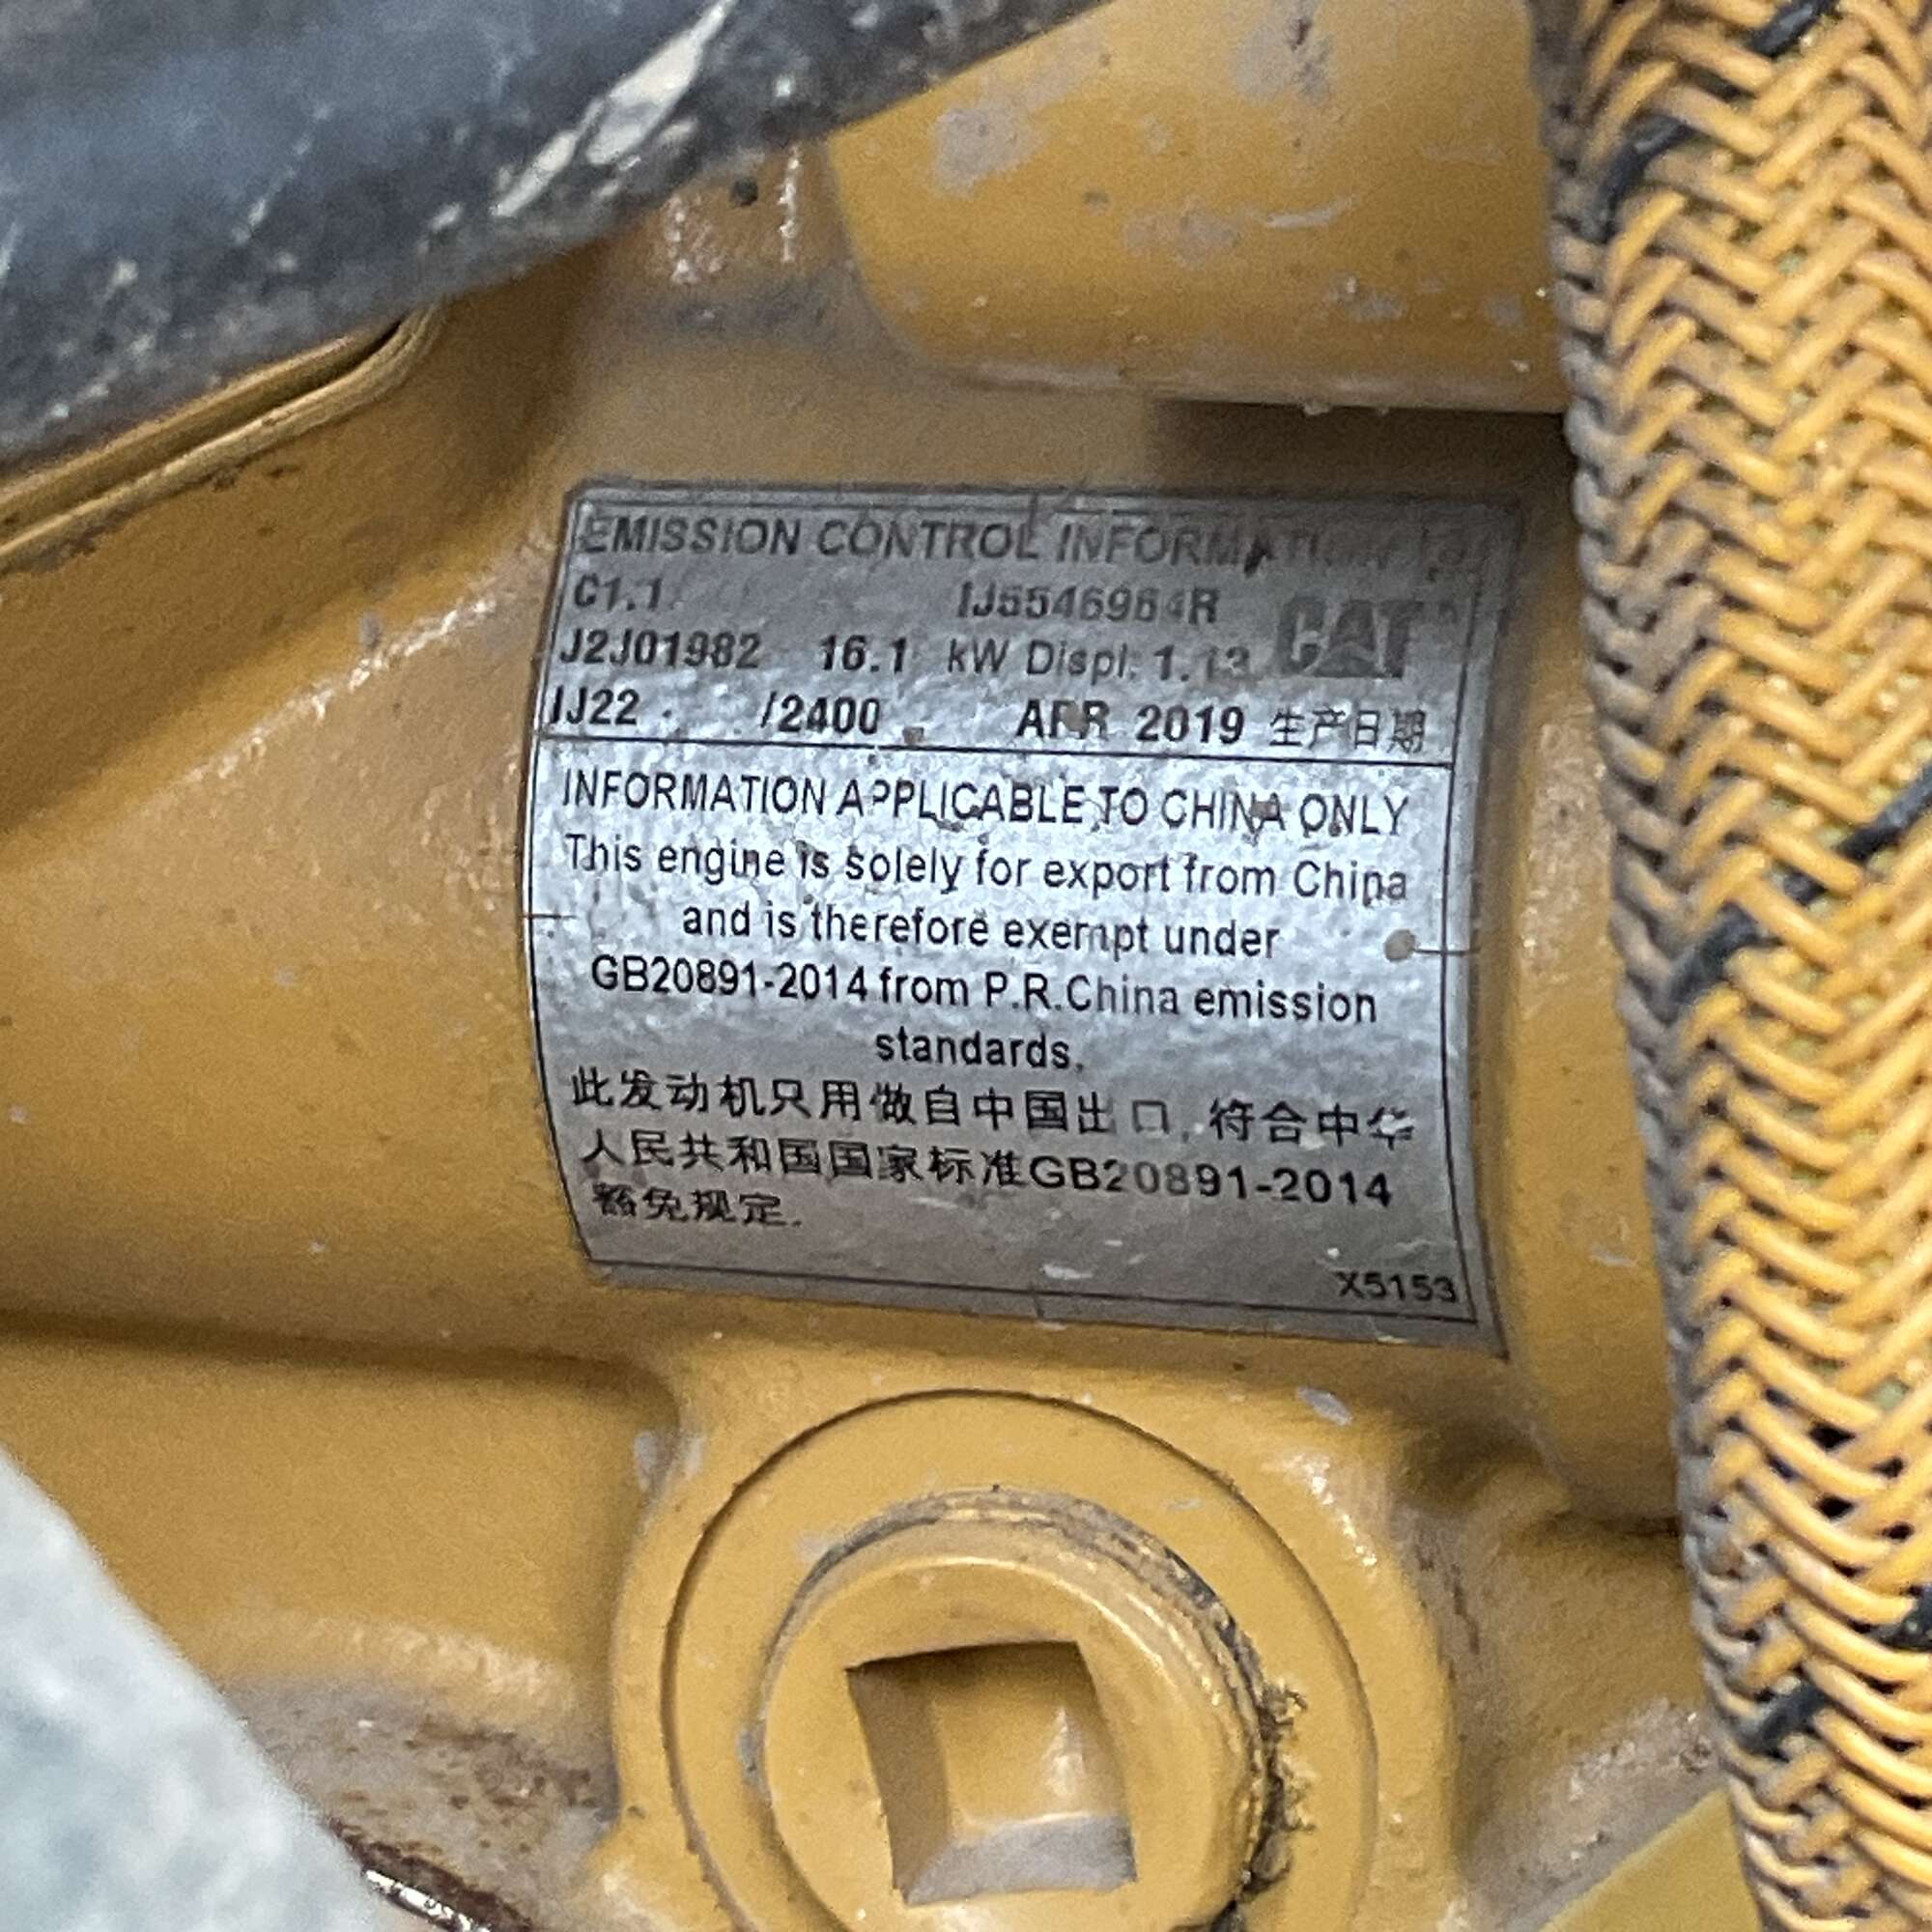 EMISSION CONTROL INFORMATION
C1.1 IJ5546964R CAT
J2J01982 16.1 kW Displ: 1.13
IJ22 /2400 APR 2019 生产日期
INFORMATION APPLICABLE TO CHINA ONLY
This engine is solely for export from China
and is therefore exempt under
GB20891-2014 from P.R.China emission
standards.
此发动机只用做自中国出口, 符合中华
人民共和国国家标准GB20891-2014
豁免规定.
X5153